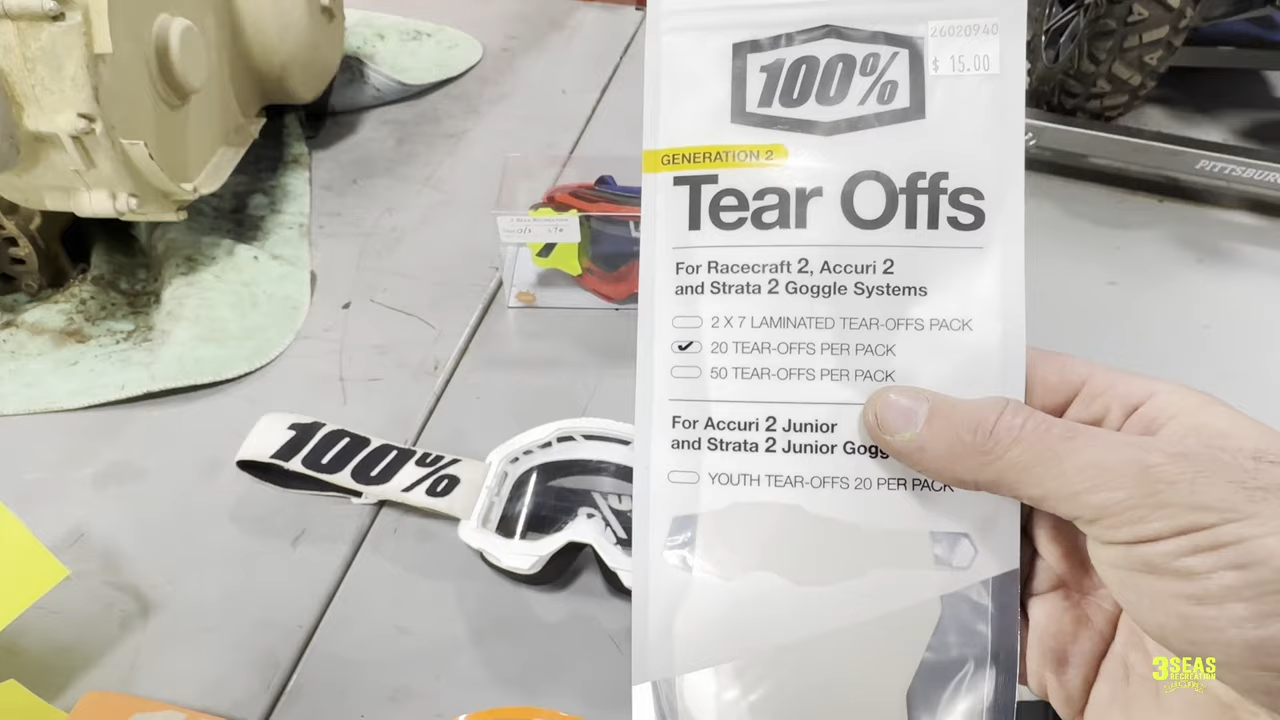 100%
26020940
$ 15.00
GENERATION 2
Tear Offs
For Racecraft 2, Accuri 2
and Strata 2 Goggle Systems
2 X 7 LAMINATED TEAR-OFFS PACK
20 TEAR-OFFS PER PACK
50 TEAR-OFFS PER PACK
For Accuri 2 Junior
and Strata 2 Junior Gogg
YOUTH TEAR-OFFS 20 PER PACK
100%
PITTSBURG
3SEAS
RECREATION